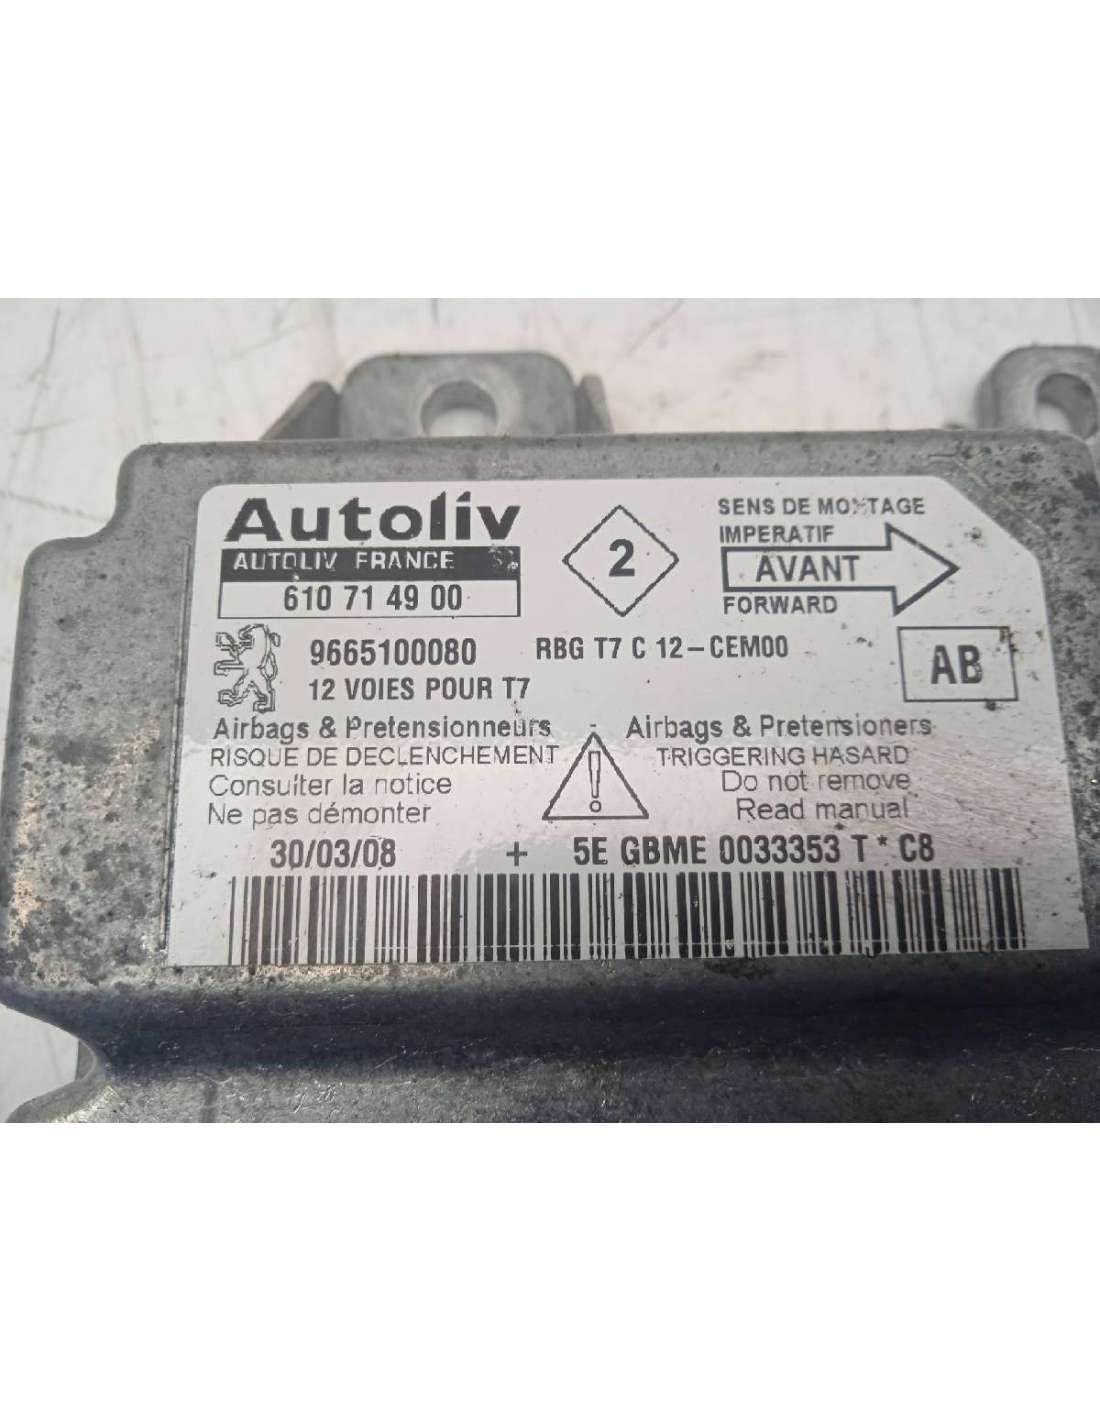 Autoliv
AUTOLIV FRANCE
610 71 49 00
2
SENS DE MONTAGE
IMPERATIF
AVANT
FORWARD
9665100080
RBG T7 C 12-CEM00
12 VOIES POUR T7
AB
Airbags & Pretensionneurs
RISQUE DE DECLENCHEMENT
Consulter la notice
Ne pas démonter
Airbags & Pretensioners
TRIGGERING HASARD
Do not remove
Read manual
30/03/08 + 5E GBME 0033353 T * C8